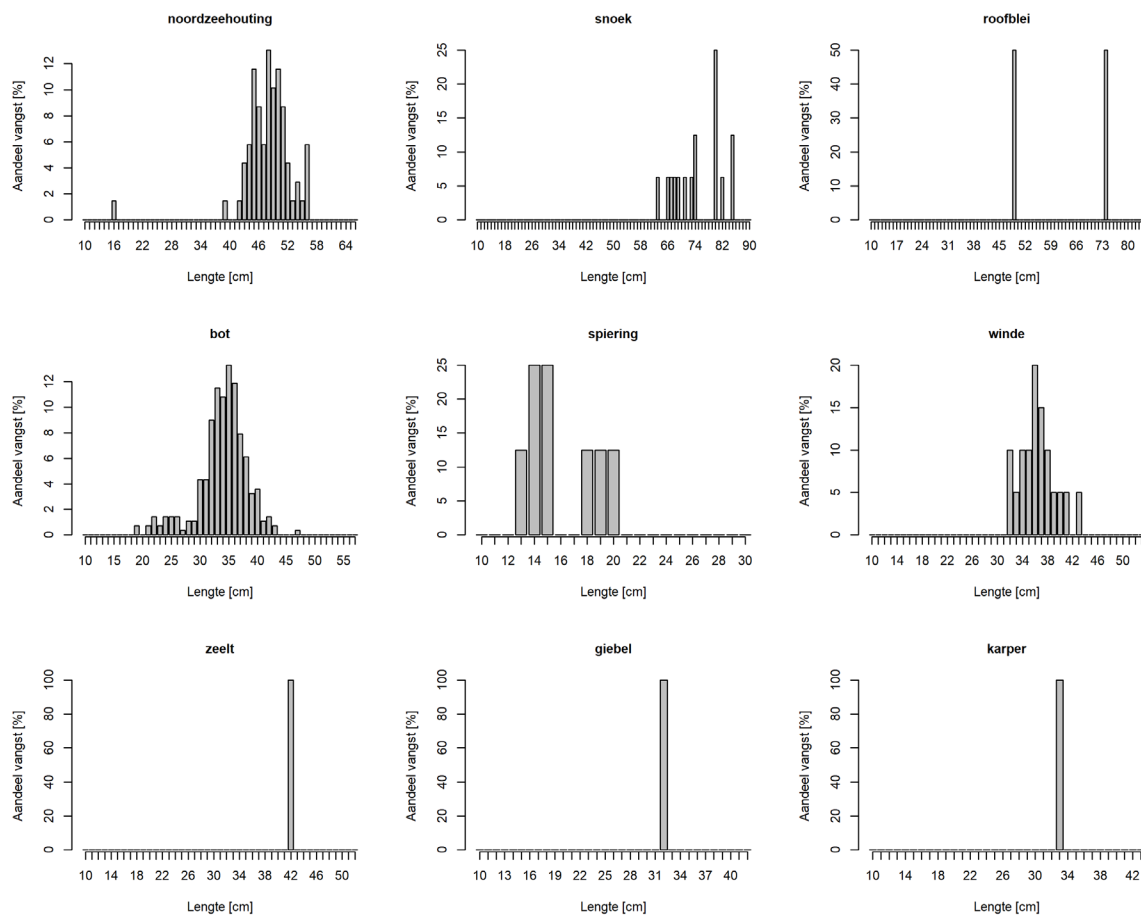 noordzeehouting
Aandeel vangst [%]
0 2 4 6 8 10 12
10 16 22 28 34 40 46 52 58 64
Lengte [cm]
snoek
Aandeel vangst [%]
0 5 10 15 20 25
10 18 26 34 42 50 58 66 74 82 90
Lengte [cm]
roofblei
Aandeel vangst [%]
0 10 20 30 40 50
10 17 24 31 38 45 52 59 66 73 80
Lengte [cm]
bot
Aandeel vangst [%]
0 2 4 6 8 10 12
10 15 20 25 30 35 40 45 50 55
Lengte [cm]
spiering
Aandeel vangst [%]
0 5 10 15 20 25
10 12 14 16 18 20 22 24 26 28 30
Lengte [cm]
winde
Aandeel vangst [%]
0 5 10 15 20
10 14 18 22 26 30 34 38 42 46 50
Lengte [cm]
zeelt
Aandeel vangst [%]
0 20 40 60 80 100
10 14 18 22 26 30 34 38 42 46 50
Lengte [cm]
giebel
Aandeel vangst [%]
0 20 40 60 80 100
10 13 16 19 22 25 28 31 34 37 40
Lengte [cm]
karper
Aandeel vangst [%]
0 20 40 60 80 100
10 14 18 22 26 30 34 38 42
Lengte [cm]